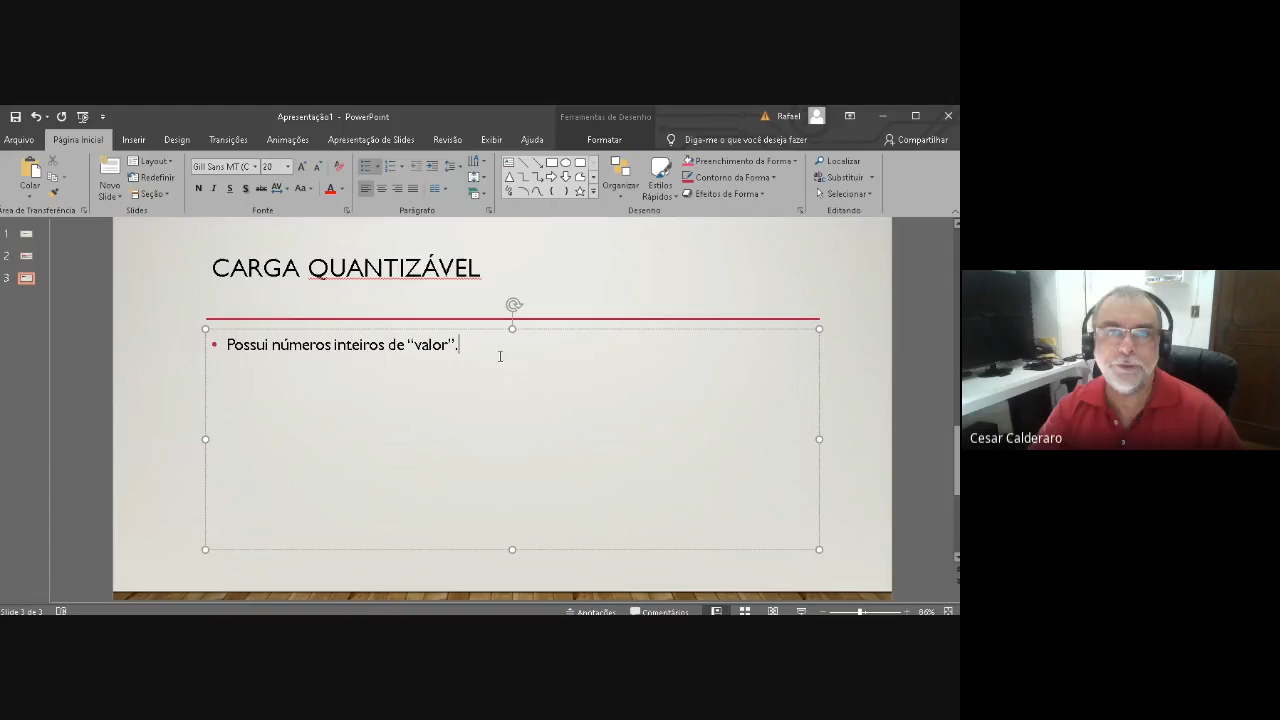 Apresentação1 - PowerPoint
Ferramentas de Desenho
Rafael
Arquivo
Página Inicial
Inserir
Design
Transições
Animações
Apresentação de Slides
Revisão
Exibir
Ajuda
Formatar
Diga-me o que você deseja fazer
Compartilhar
Colar
Novo
Slide
Layout
Redefinir
Seção
Gill Sans MT (C
20
N I S S abc AV Aa A
Organizar
Estilos
Rápidos
Preenchimento da Forma
Contorno da Forma
Efeitos de Forma
Localizar
Substituir
Selecionar
Área de Transferência
Slides
Fonte
Parágrafo
Desenho
Editando
1
2
3
CARGA QUANTIZÁVEL
• Possui números inteiros de “valor”.
Cesar Calderaro
Slide 3 de 3
Anotações
Comentários
86%